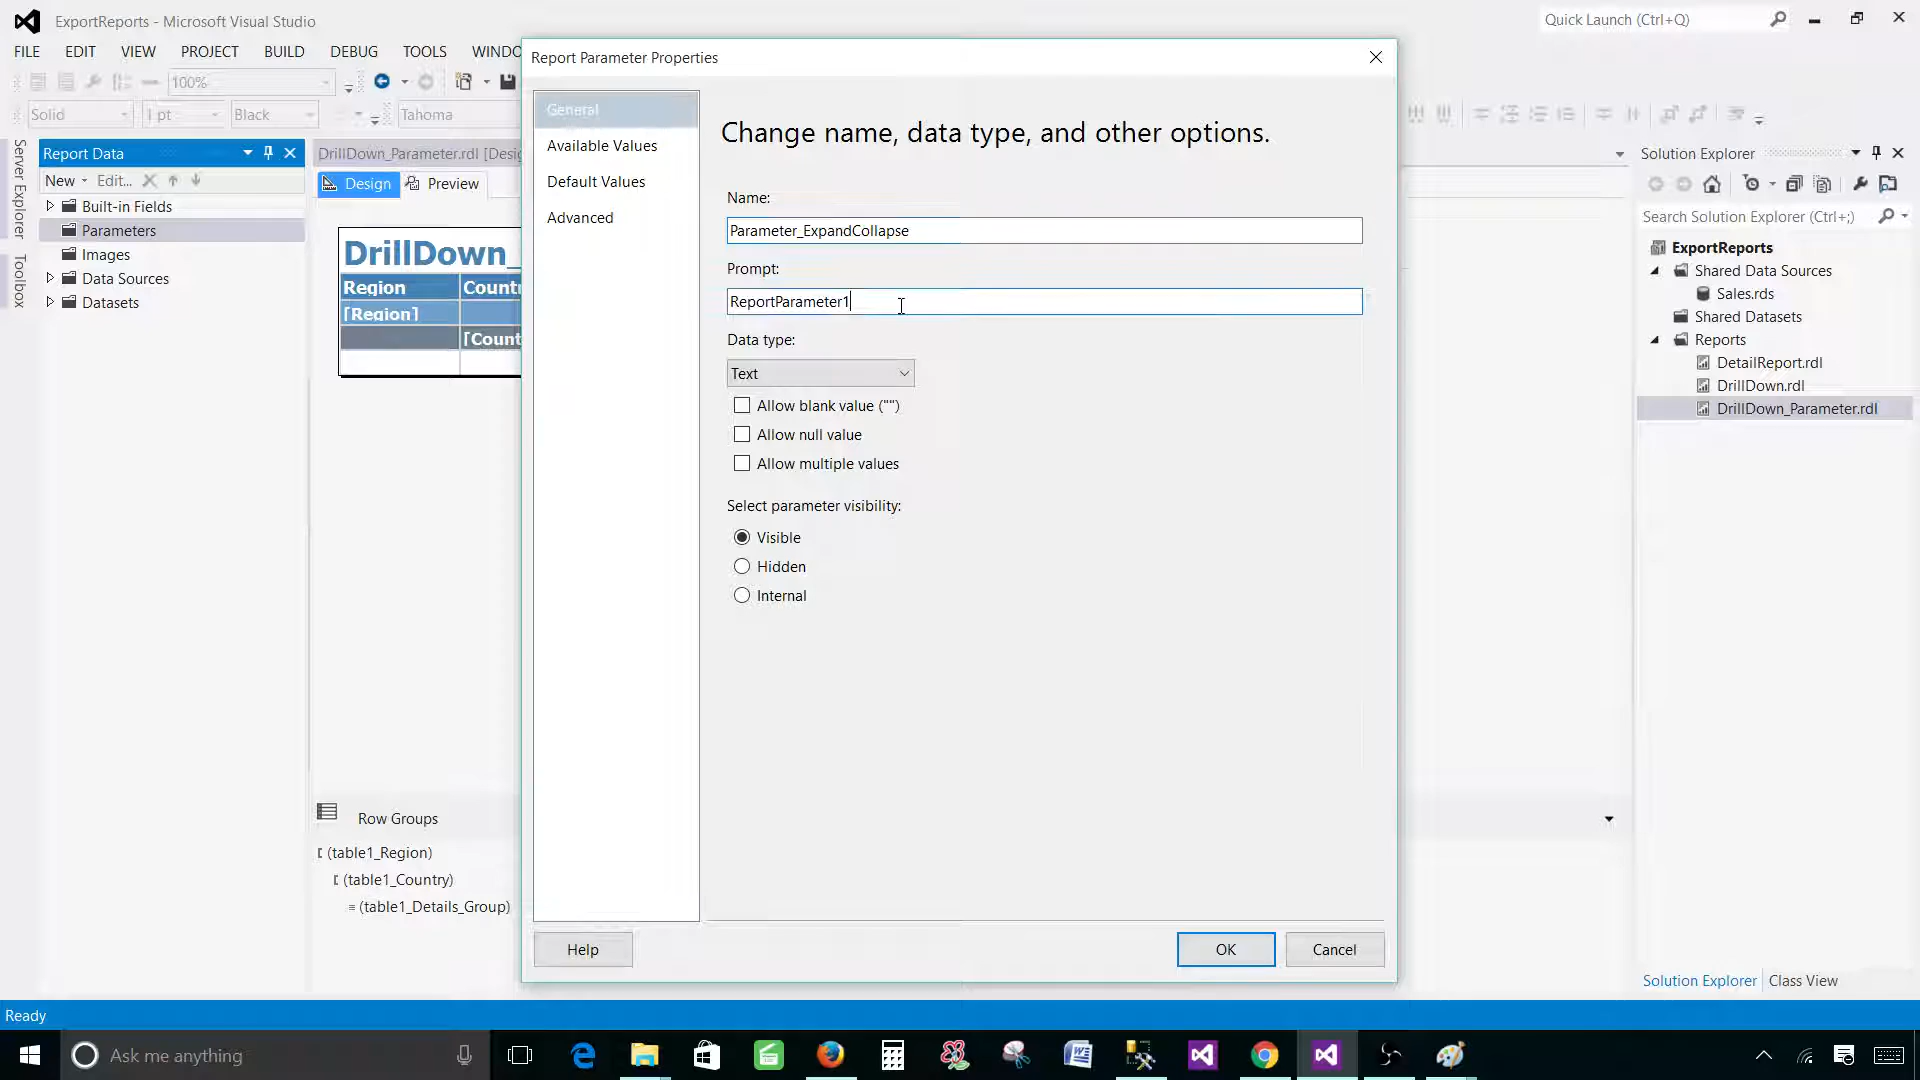 ExportReports - Microsoft Visual Studio
Quick Launch (Ctrl+Q)
FILE EDIT VIEW PROJECT BUILD DEBUG TOOLS WINDO
100%
Solid 1 pt Black Tahoma
Report Data
New Edit...
Built-in Fields
Parameters
Images
Data Sources
Datasets
Server Explorer
Toolbox
DrillDown_Parameter.rdl [Desig
Design Preview
DrillDown_
Region Countr
[Region]
[Count
Row Groups
(table1_Region)
(table1_Country)
(table1_Details_Group)
Report Parameter Properties
General
Available Values
Default Values
Advanced
Change name, data type, and other options.
Name:
Parameter_ExpandCollapse
Prompt:
ReportParameter1
Data type:
Text
Allow blank value ("")
Allow null value
Allow multiple values
Select parameter visibility:
Visible
Hidden
Internal
Help OK Cancel
Solution Explorer
Search Solution Explorer (Ctrl+;)
ExportReports
Shared Data Sources
Sales.rds
Shared Datasets
Reports
DetailReport.rdl
DrillDown.rdl
DrillDown_Parameter.rdl
Solution Explorer Class View
Ready
Ask me anything